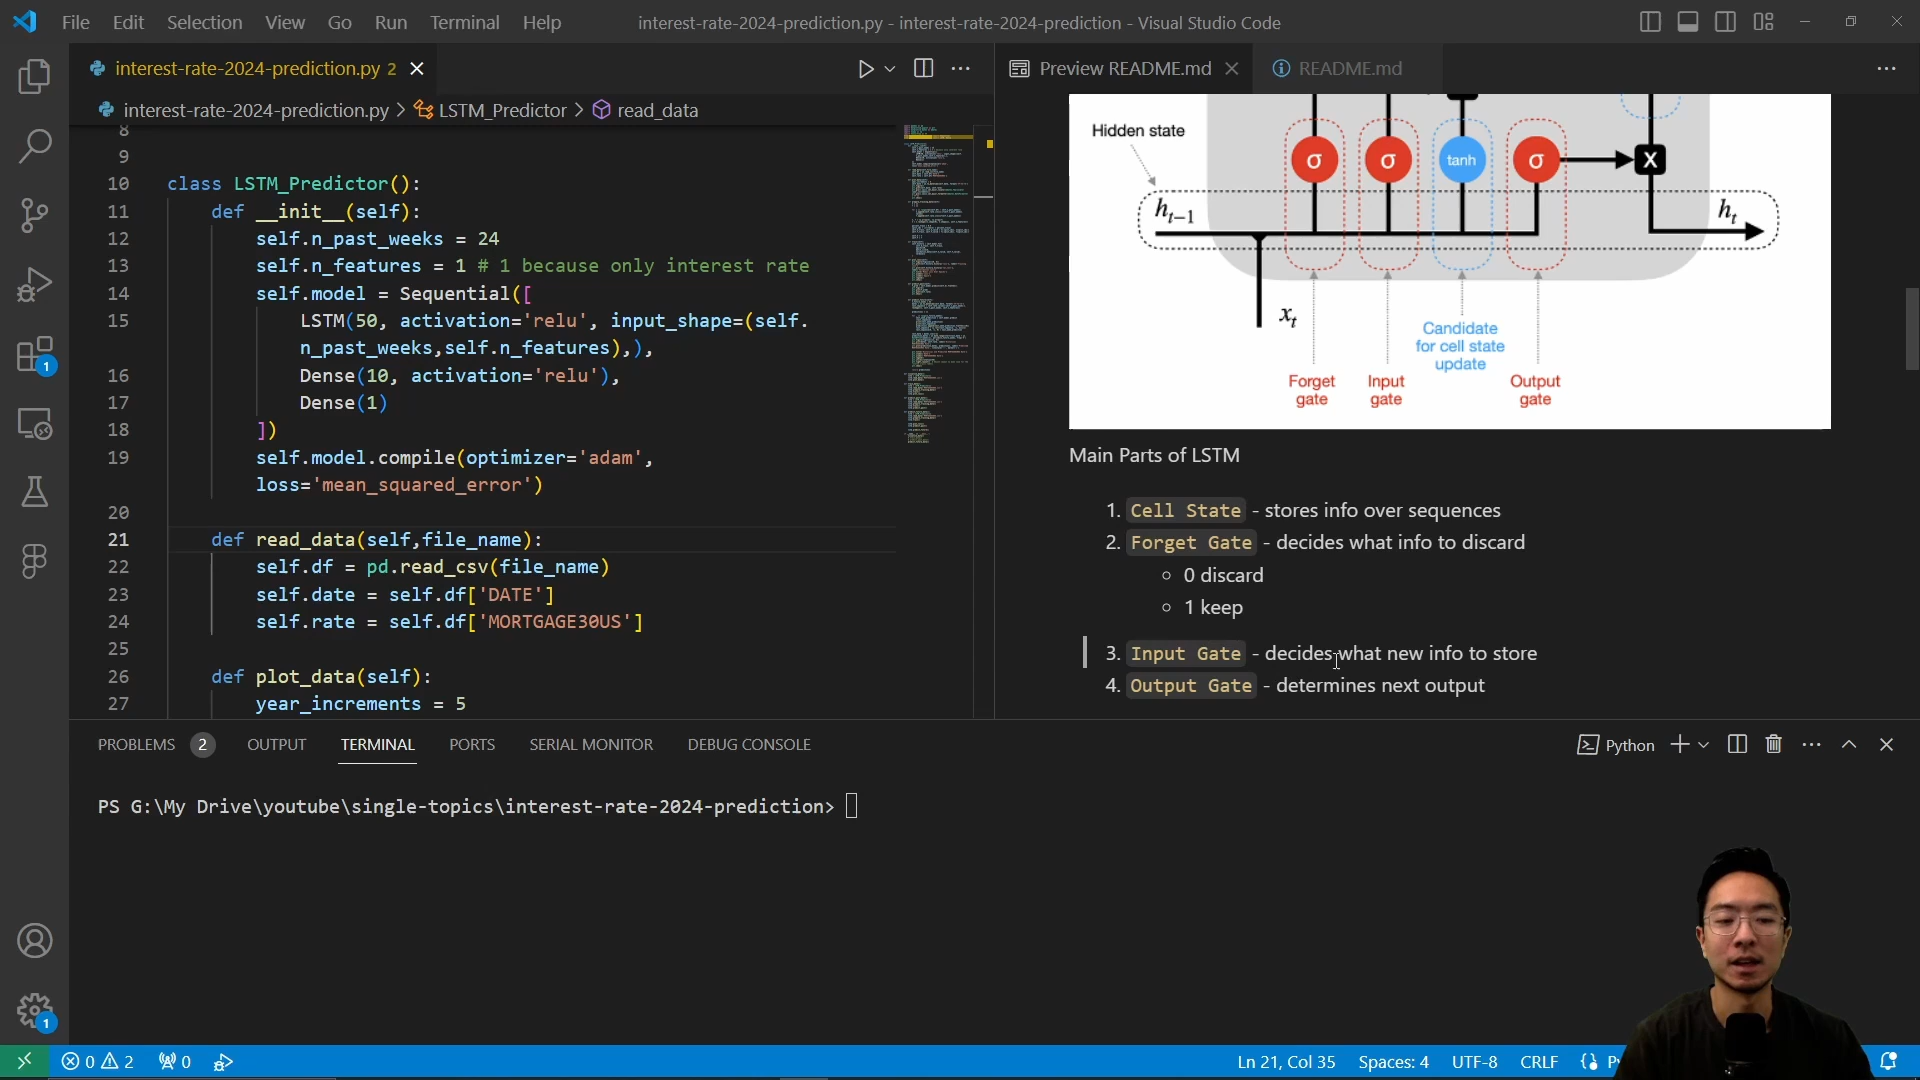 File Edit Selection View Go Run Terminal Help
interest-rate-2024-prediction.py - interest-rate-2024-prediction - Visual Studio Code
interest-rate-2024-prediction.py 2
interest-rate-2024-prediction.py > LSTM_Predictor > read_data
8
9
10 class LSTM_Predictor():
11 def __init__(self):
12 self.n_past_weeks = 24
13 self.n_features = 1 # 1 because only interest rate
14 self.model = Sequential([
15 LSTM(50, activation='relu', input_shape=(self.
n_past_weeks,self.n_features),),
16 Dense(10, activation='relu'),
17 Dense(1)
18 ])
19 self.model.compile(optimizer='adam',
loss='mean_squared_error')
20
21 def read_data(self,file_name):
22 self.df = pd.read_csv(file_name)
23 self.date = self.df['DATE']
24 self.rate = self.df['MORTGAGE30US']
25
26 def plot_data(self):
27 year_increments = 5
Preview README.md
README.md
Hidden state
σ σ tanh σ X
h_{t-1}
h_t
x_t
Candidate
for cell state
update
Forget
gate
Input
gate
Output
gate
Main Parts of LSTM
1. Cell State - stores info over sequences
2. Forget Gate - decides what info to discard
0 discard
1 keep
3. Input Gate - decides what new info to store
4. Output Gate - determines next output
PROBLEMS 2 OUTPUT TERMINAL PORTS SERIAL MONITOR DEBUG CONSOLE
Python
PS G:\My Drive\youtube\single-topics\interest-rate-2024-prediction>
1
1
0 2 0
Ln 21, Col 35 Spaces: 4 UTF-8 CRLF